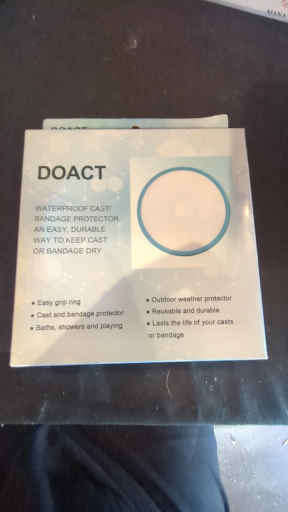 DOACT
DOACT
WATERPROOF CAST/
BANDAGE PROTECTOR,
AN EASY, DURABLE
WAY TO KEEP CAST
OR BANDAGE DRY
• Easy grip ring
• Cast and bandage protector
• Baths, showers and playing
• Outdoor weather protector
• Reusable and durable
• Lasts the life of your casts
or bandage